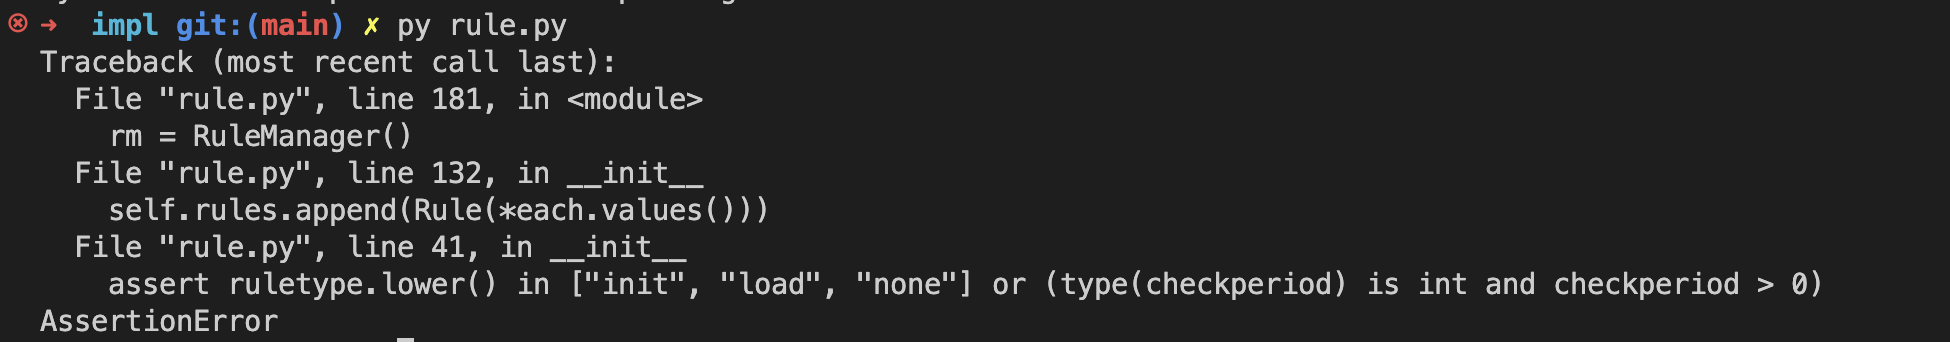 ➜ impl git:(main) ✗ py rule.py
Traceback (most recent call last):
  File "rule.py", line 181, in <module>
    rm = RuleManager()
  File "rule.py", line 132, in __init__
    self.rules.append(Rule(*each.values()))
  File "rule.py", line 41, in __init__
    assert ruletype.lower() in ["init", "load", "none"] or (type(checkperiod) is int and checkperiod > 0)
AssertionError